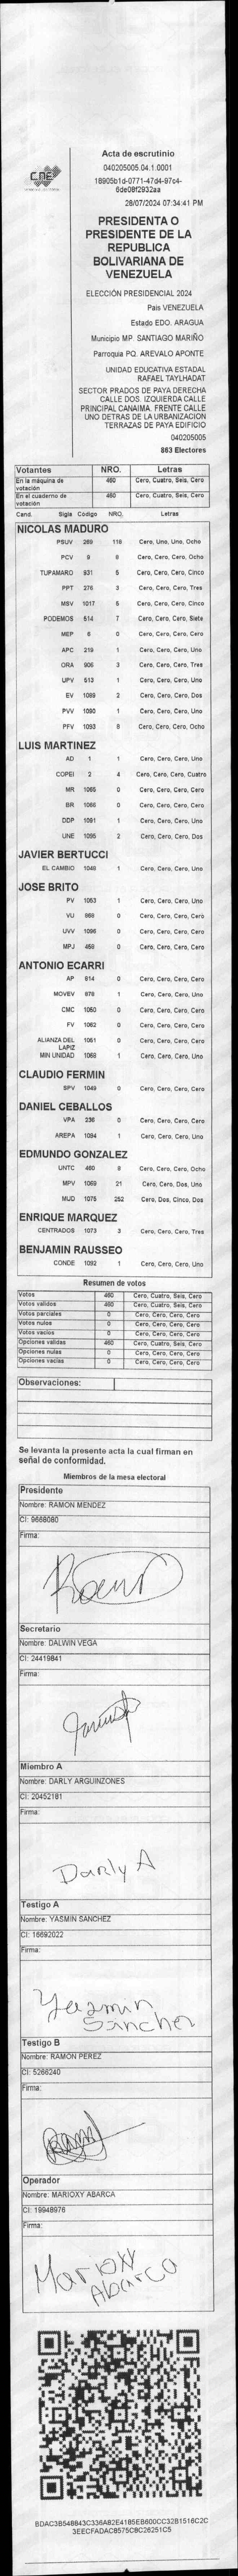 CNE
Acta de escrutinio
040205005.04.1.0001
18905b1d-0771-47d4-97c4-
6de08f2932aa
28/07/2024 07:34:41 PM
PRESIDENTA O
PRESIDENTE DE LA
REPUBLICA
BOLIVARIANA DE
VENEZUELA
ELECCIÓN PRESIDENCIAL 2024
Pais VENEZUELA
Estado EDO. ARAGUA
Municipio MP. SANTIAGO MARIÑO
Parroquia PQ. AREVALO APONTE
UNIDAD EDUCATIVA ESTADAL
RAFAEL TAYLHADAT
SECTOR PRADOS DE PAYA DERECHA
CALLE DOS. IZQUIERDA CALLE
PRINCIPAL CANAIMA. FRENTE CALLE
UNO DETRAS DE LA URBANIZACION
TERRAZAS DE PAYA EDIFICIO
040205005
863 Electores
Votantes NRO. Letras
En la máquina de votación 460 Cero, Cuatro, Seis, Cero
En el cuaderno de votación 460 Cero, Cuatro, Seis, Cero
Cand. Sigla Codigo NRO. Letras
NICOLAS MADURO
PSUV 269 118 Cero, Uno, Uno, Ocho
PCV 9 8 Cero, Cero, Cero, Ocho
TUPAMARO 831 5 Cero, Cero, Cero, Cinco
PPT 276 3 Cero, Cero, Cero, Tres
MSV 1017 5 Cero, Cero, Cero, Cinco
PODEMOS 514 7 Cero, Cero, Cero, Siete
MEP 6 0 Cero, Cero, Cero, Cero
APC 219 1 Cero, Cero, Cero, Uno
ORA 906 3 Cero, Cero, Cero, Tres
UPV 513 1 Cero, Cero, Cero, Uno
EV 1089 2 Cero, Cero, Cero, Dos
PVV 1090 1 Cero, Cero, Cero, Uno
PFV 1093 8 Cero, Cero, Cero, Ocho
LUIS MARTINEZ
AD 1 1 Cero, Cero, Cero, Uno
COPEI 2 4 Cero, Cero, Cero, Cuatro
MR 1065 0 Cero, Cero, Cero, Cero
BR 1066 0 Cero, Cero, Cero, Cero
DDP 1091 1 Cero, Cero, Cero, Uno
UNE 1095 2 Cero, Cero, Cero, Dos
JAVIER BERTUCCI
EL CAMBIO 1048 1 Cero, Cero, Cero, Uno
JOSE BRITO
PV 1053 1 Cero, Cero, Cero, Uno
VU 869 0 Cero, Cero, Cero, Cero
UVV 1096 0 Cero, Cero, Cero, Cero
MPJ 458 0 Cero, Cero, Cero, Cero
ANTONIO ECARRI
AP 814 0 Cero, Cero, Cero, Cero
MOVEV 978 1 Cero, Cero, Cero, Uno
CMC 1050 0 Cero, Cero, Cero, Cero
FV 1062 0 Cero, Cero, Cero, Cero
ALIANZA DEL LAPIZ 1051 0 Cero, Cero, Cero, Cero
MIN UNIDAD 1068 1 Cero, Cero, Cero, Uno
CLAUDIO FERMIN
SPV 1049 0 Cero, Cero, Cero, Cero
DANIEL CEBALLOS
VPA 236 0 Cero, Cero, Cero, Cero
AREPA 1094 1 Cero, Cero, Cero, Uno
EDMUNDO GONZALEZ
UNTC 460 8 Cero, Cero, Cero, Ocho
MPV 1069 21 Cero, Cero, Dos, Uno
MUD 1075 252 Cero, Dos, Cinco, Dos
ENRIQUE MARQUEZ
CENTRADOS 1073 3 Cero, Cero, Cero, Tres
BENJAMIN RAUSSEO
CONDE 1092 1 Cero, Cero, Cero, Uno
Resumen de votos
Votos 460 Cero, Cuatro, Seis, Cero
Votos validos 460 Cero, Cuatro, Seis, Cero
Votos parciales 0 Cero, Cero, Cero, Cero
Votos nulos 0 Cero, Cero, Cero, Cero
Votos vacíos 0 Cero, Cero, Cero, Cero
Opciones validas 460 Cero, Cuatro, Seis, Cero
Opciones nulas 0 Cero, Cero, Cero, Cero
Opciones vacías 0 Cero, Cero, Cero, Cero
Observaciones:
Se levanta la presente acta la cual firman en
señal de conformidad.
Miembros de la mesa electoral
Presidente
Nombre: RAMON MENDEZ
CI: 9668080
Firma:
Secretario
Nombre: DALWIN VEGA
CI: 24419841
Firma:
Miembro A
Nombre: DARLY ARGUINZONES
CI: 20452181
Firma:
Darly A
Testigo A
Nombre: YASMIN SANCHEZ
CI: 16692022
Firma:
Yasmin
Sanchez
Testigo B
Nombre: RAMON PEREZ
CI: 5266240
Firma:
Operador
Nombre: MARIOXY ABARCA
CI: 19948976
Firma:
Marioxy
Abarca
BDAC3B548843C336A82E4185EB600CC32B1516C2C
3EECFADAC8575C8C26251C5